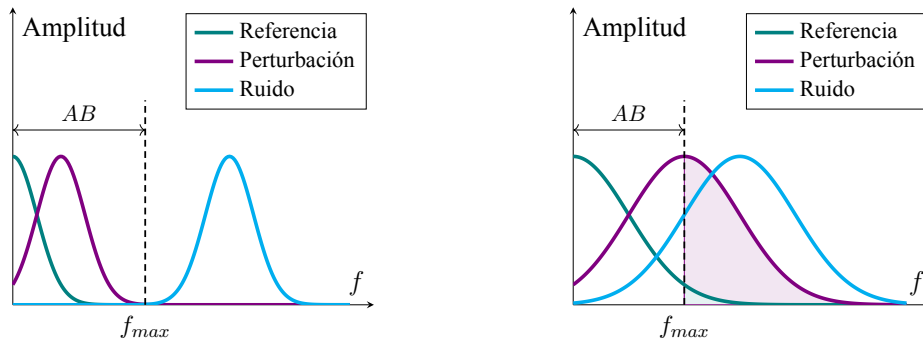 Amplitud
Referencia
Perturbación
Ruido
AB
f
f_max
Amplitud
Referencia
Perturbación
Ruido
AB
f
f_max